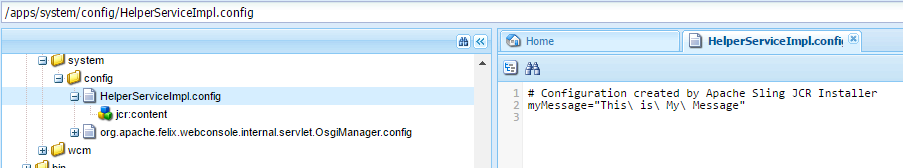 /apps/system/config/HelperServiceImpl.config
system
config
HelperServiceImpl.config
jcr:content
org.apache.felix.webconsole.internal.servlet.OsgiManager.config
wcm
Home
HelperServiceImpl.config
1 # Configuration created by Apache Sling JCR Installer
2 myMessage="This\ is\ My\ Message"
3